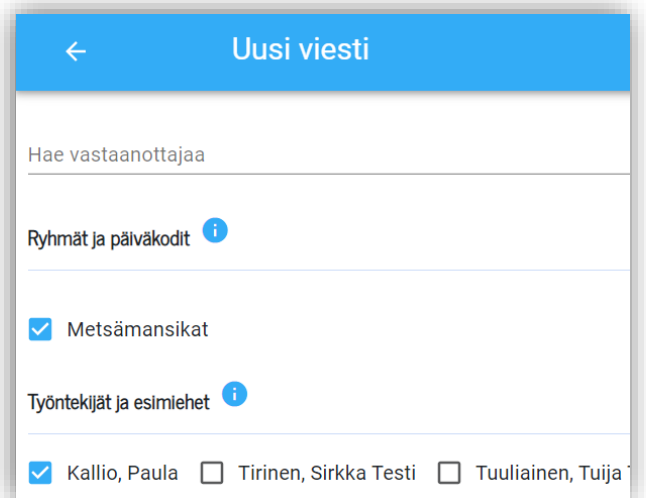 Uusi viesti
Hae vastaanottajaa
Ryhmät ja päiväkodit
Metsämansikat
Työntekijät ja esimiehet
Kallio, Paula Tirinen, Sirkka Testi Tuuliainen, Tuija